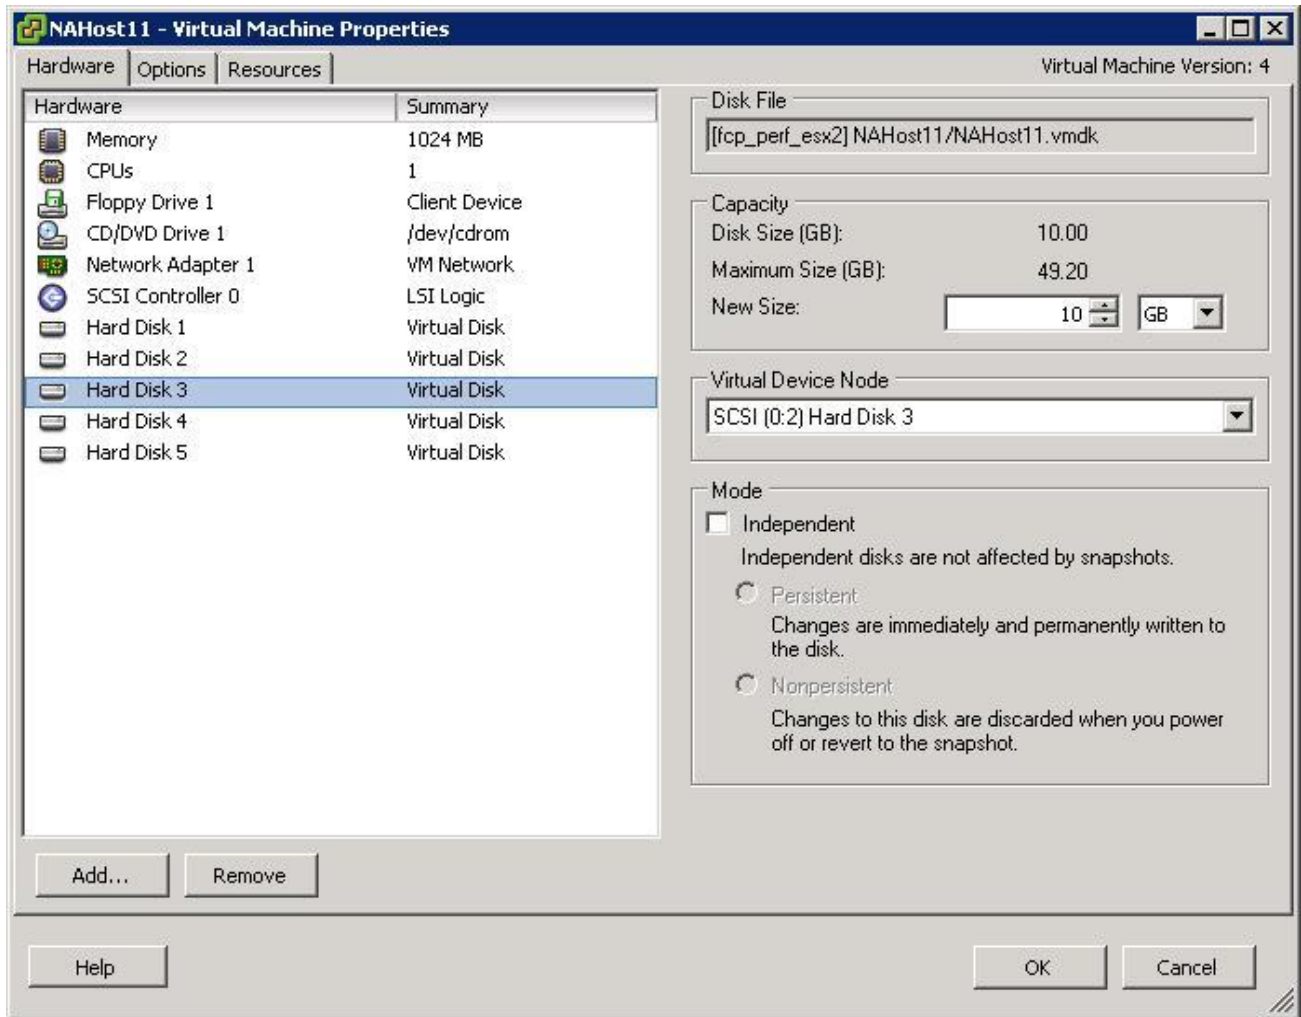 NAHost11 - Virtual Machine Properties
Hardware Options Resources Virtual Machine Version: 4
Hardware Summary
Memory 1024 MB
CPUs 1
Floppy Drive 1 Client Device
CD/DVD Drive 1 /dev/cdrom
Network Adapter 1 VM Network
SCSI Controller 0 LSI Logic
Hard Disk 1 Virtual Disk
Hard Disk 2 Virtual Disk
Hard Disk 3 Virtual Disk
Hard Disk 4 Virtual Disk
Hard Disk 5 Virtual Disk
Disk File
[fcp_perf_esx2] NAHost11/NAHost11.vmdk
Capacity
Disk Size (GB): 10.00
Maximum Size (GB): 49.20
New Size: 10 GB
Virtual Device Node
SCSI (0:2) Hard Disk 3
Mode
Independent
Independent disks are not affected by snapshots.
Persistent
Changes are immediately and permanently written to
the disk.
Nonpersistent
Changes to this disk are discarded when you power
off or revert to the snapshot.
Add... Remove
Help OK Cancel